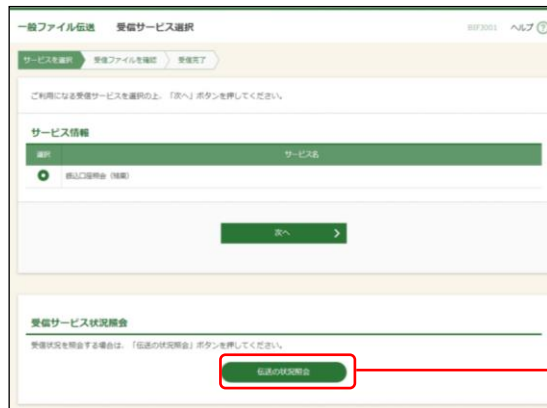 一般ファイル伝送 受信サービス選択
BEFJ001 ヘルプ ?
サービスを選択 受信ファイルを確認 受信完了
ご利用になる受信サービスを選択の上、「次へ」ボタンを押してください。
サービス情報
選択 サービス名
振込口座照会（結果）
次へ
受信サービス状況照会
受信状況を照会する場合は、「伝送の状況照会」ボタンを押してください。
伝送の状況照会